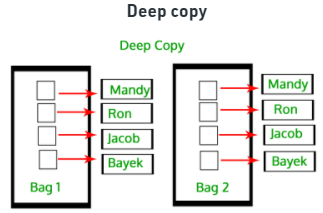 Deep copy
Deep Copy
Mandy
Ron
Jacob
Bayek
Bag 1
Mandy
Ron
Jacob
Bayek
Bag 2